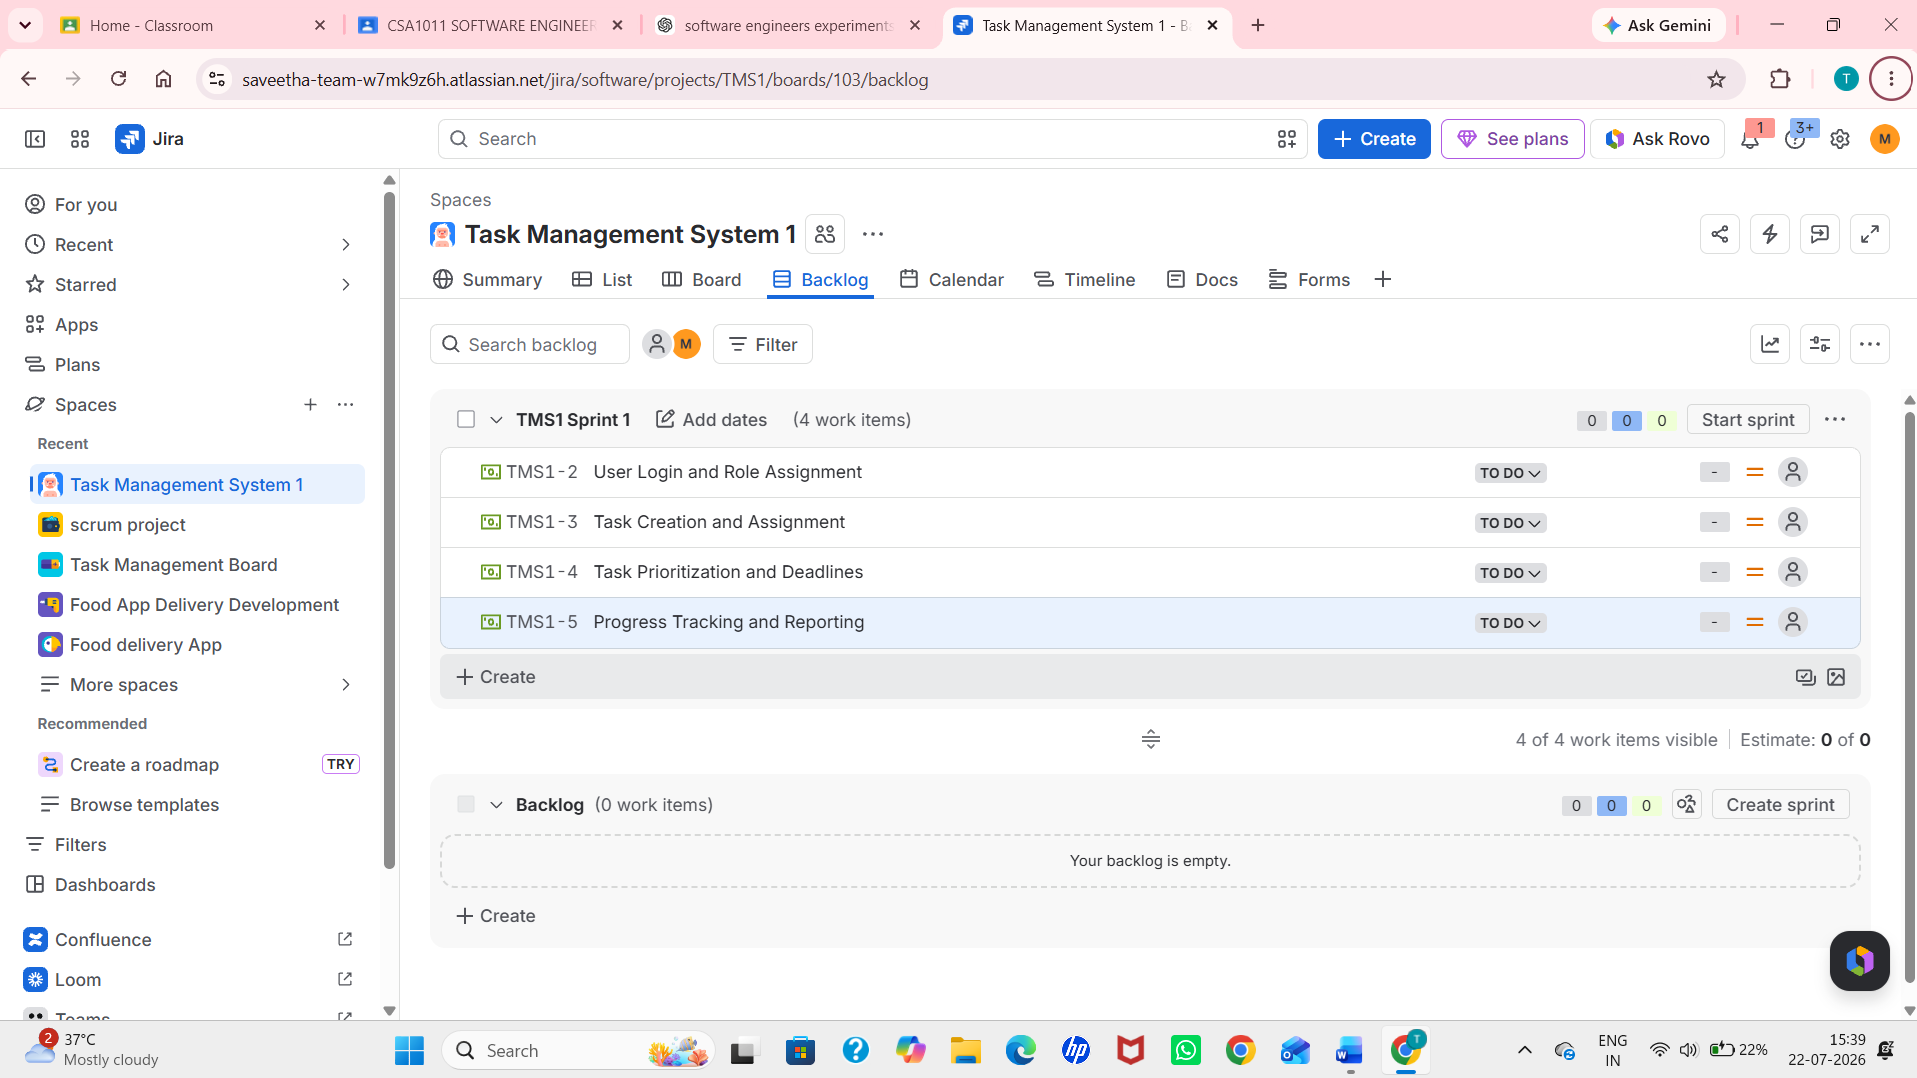 Home - Classroom
CSA1011 SOFTWARE ENGINEER
software engineers experiments
Task Management System 1 - B
Ask Gemini
saveetha-team-w7mk9z6h.atlassian.net/jira/software/projects/TMS1/boards/103/backlog
T
Jira
Search
Create
See plans
Ask Rovo
1
3+
M
For you
Recent
Starred
Apps
Plans
Spaces
Recent
Task Management System 1
scrum project
Task Management Board
Food App Delivery Development
Food delivery App
More spaces
Recommended
Create a roadmap
TRY
Browse templates
Filters
Dashboards
Confluence
Loom
Teams
Spaces
Task Management System 1
Summary
List
Board
Backlog
Calendar
Timeline
Docs
Forms
Search backlog
M
Filter
TMS1 Sprint 1
Add dates
(4 work items)
0 0 0
Start sprint
TMS1-2 User Login and Role Assignment TO DO -
TMS1-3 Task Creation and Assignment TO DO -
TMS1-4 Task Prioritization and Deadlines TO DO -
TMS1-5 Progress Tracking and Reporting TO DO -
Create
4 of 4 work items visible
Estimate: 0 of 0
Backlog (0 work items)
0 0 0
Create sprint
Your backlog is empty.
Create
2
37°C
Mostly cloudy
Search
T
ENG
IN
22%
15:39
22-07-2026